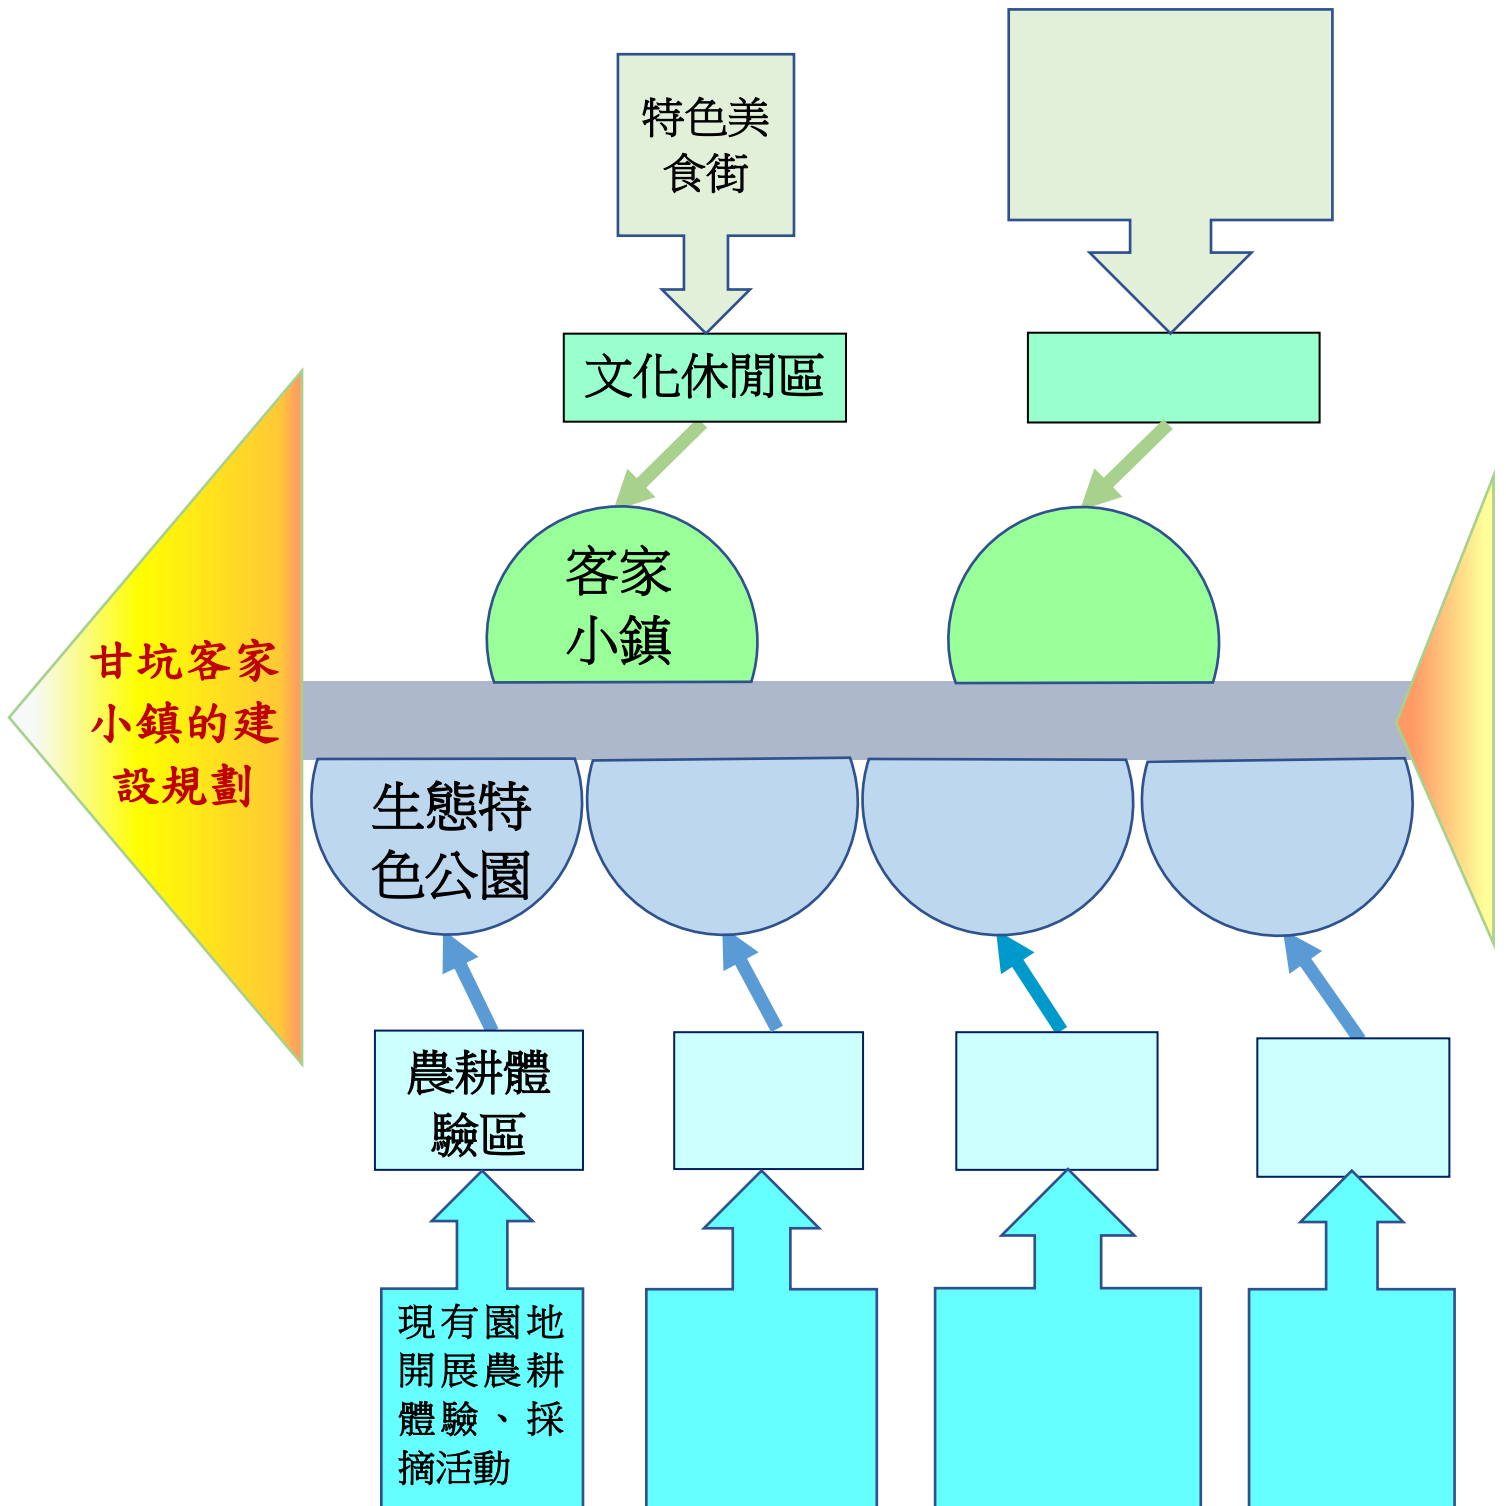 特色美
食街
文化休閒區
客家
小鎮
甘坑客家
小鎮的建
設規劃
生態特
色公園
農耕體
驗區
現有園地
開展農耕
體驗、採
摘活動